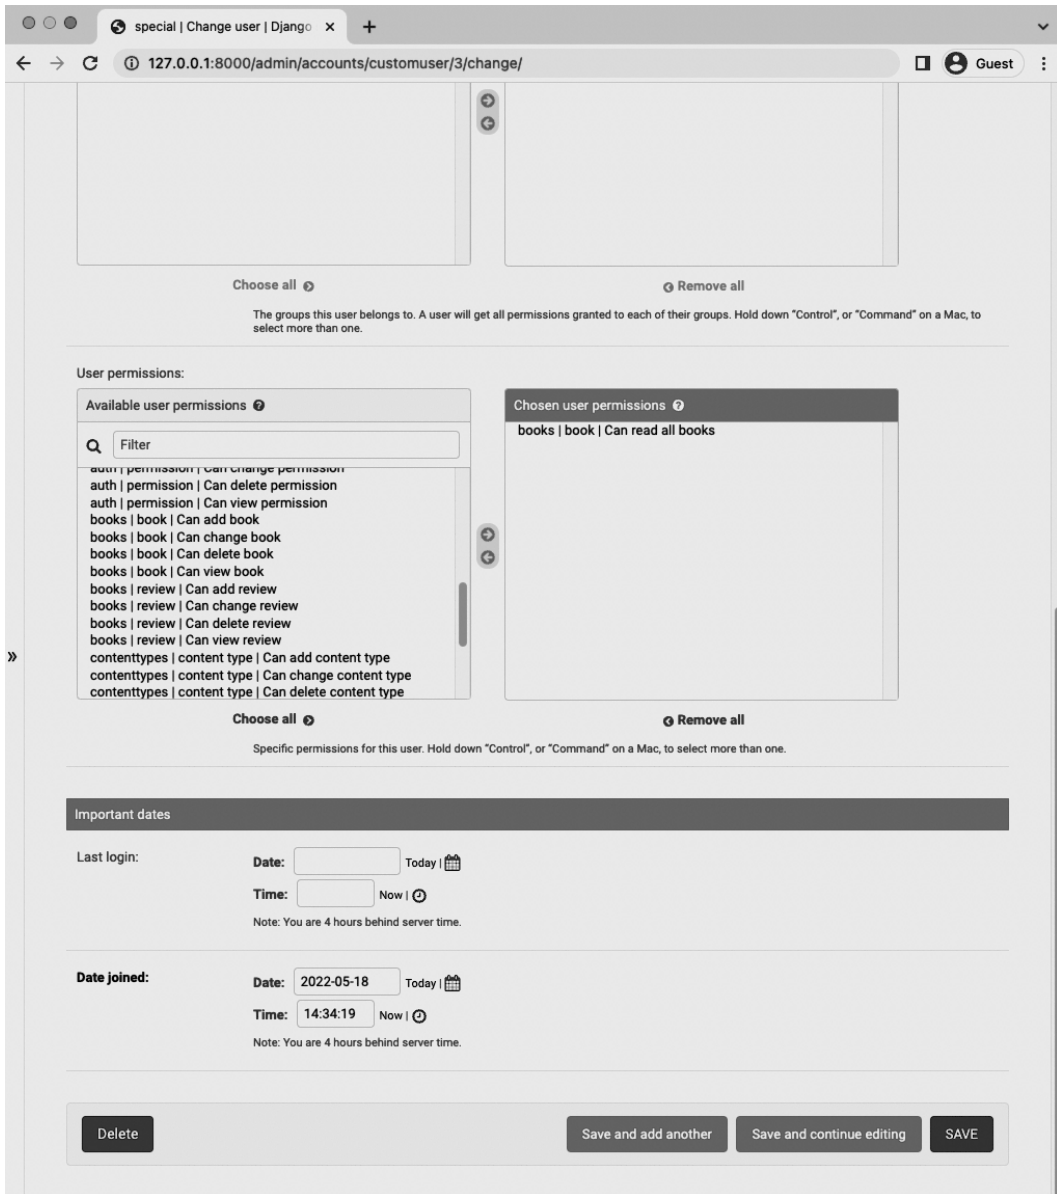 special | Change user | Django
127.0.0.1:8000/admin/accounts/customuser/3/change/
Guest
Choose all
Remove all
The groups this user belongs to. A user will get all permissions granted to each of their groups. Hold down “Control”, or “Command” on a Mac, to
select more than one.
User permissions:
Available user permissions
Chosen user permissions
Filter
books | book | Can read all books
auth | permission | Can change permission
auth | permission | Can delete permission
auth | permission | Can view permission
books | book | Can add book
books | book | Can change book
books | book | Can delete book
books | book | Can view book
books | review | Can add review
books | review | Can change review
books | review | Can delete review
books | review | Can view review
contenttypes | content type | Can add content type
contenttypes | content type | Can change content type
contenttypes | content type | Can delete content type
Choose all
Remove all
Specific permissions for this user. Hold down “Control”, or “Command” on a Mac, to select more than one.
Important dates
Last login:
Date: Today |
Time: Now |
Note: You are 4 hours behind server time.
Date joined:
Date: 2022-05-18 Today |
Time: 14:34:19 Now |
Note: You are 4 hours behind server time.
Delete
Save and add another
Save and continue editing
SAVE